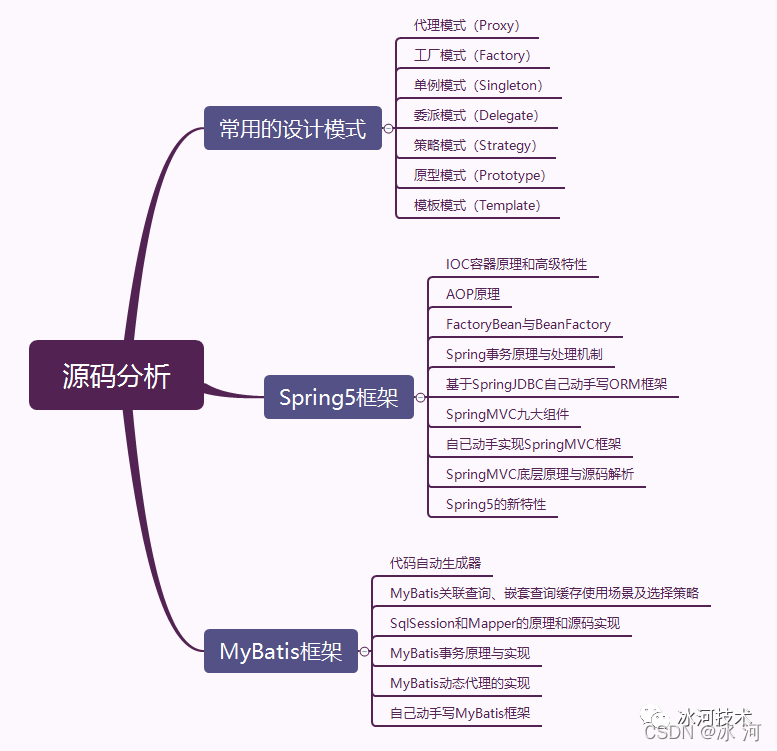 代理模式（Proxy）
工厂模式（Factory）
单例模式（Singleton）
常用的设计模式
委派模式（Delegate）
策略模式（Strategy）
原型模式（Prototype）
模板模式（Template）
IOC容器原理和高级特性
AOP原理
FactoryBean与BeanFactory
Spring事务原理与处理机制
源码分析
Spring5框架
基于SpringJDBC自己动手写ORM框架
SpringMVC九大组件
自已动手实现SpringMVC框架
SpringMVC底层原理与源码解析
Spring5的新特性
代码自动生成器
MyBatis关联查询、嵌套查询缓存使用场景及选择策略
SqlSession和Mapper的原理和源码实现
MyBatis框架
MyBatis事务原理与实现
MyBatis动态代理的实现
自己动手写MyBatis框架
冰河技术
CSDN @冰 河